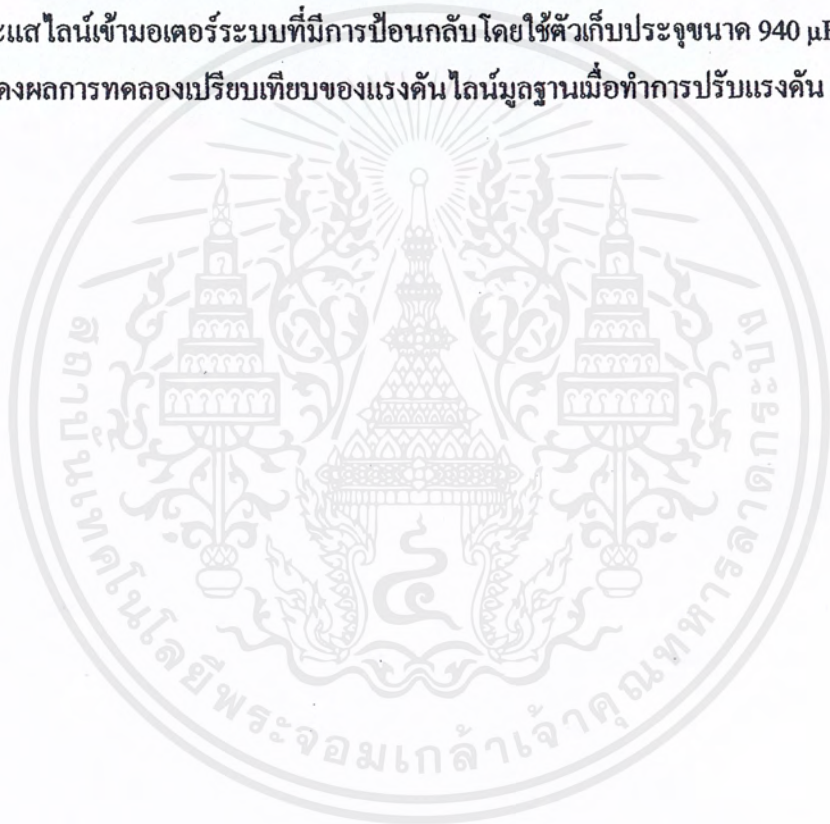 ะแสไลน์เข้ามอเตอร์ระบบที่มีการป้อนกลับโดยใช้ตัวเก็บประจุขนาด 940 μF
ดงผลการทดลองเปรียบเทียบของแรงดันไลน์มูลฐานเมื่อทำการปรับแรงดัน
สถาบันเทคโนโลยีพระจอมเกล้าเจ้าคุณทหารลาดกระบัง